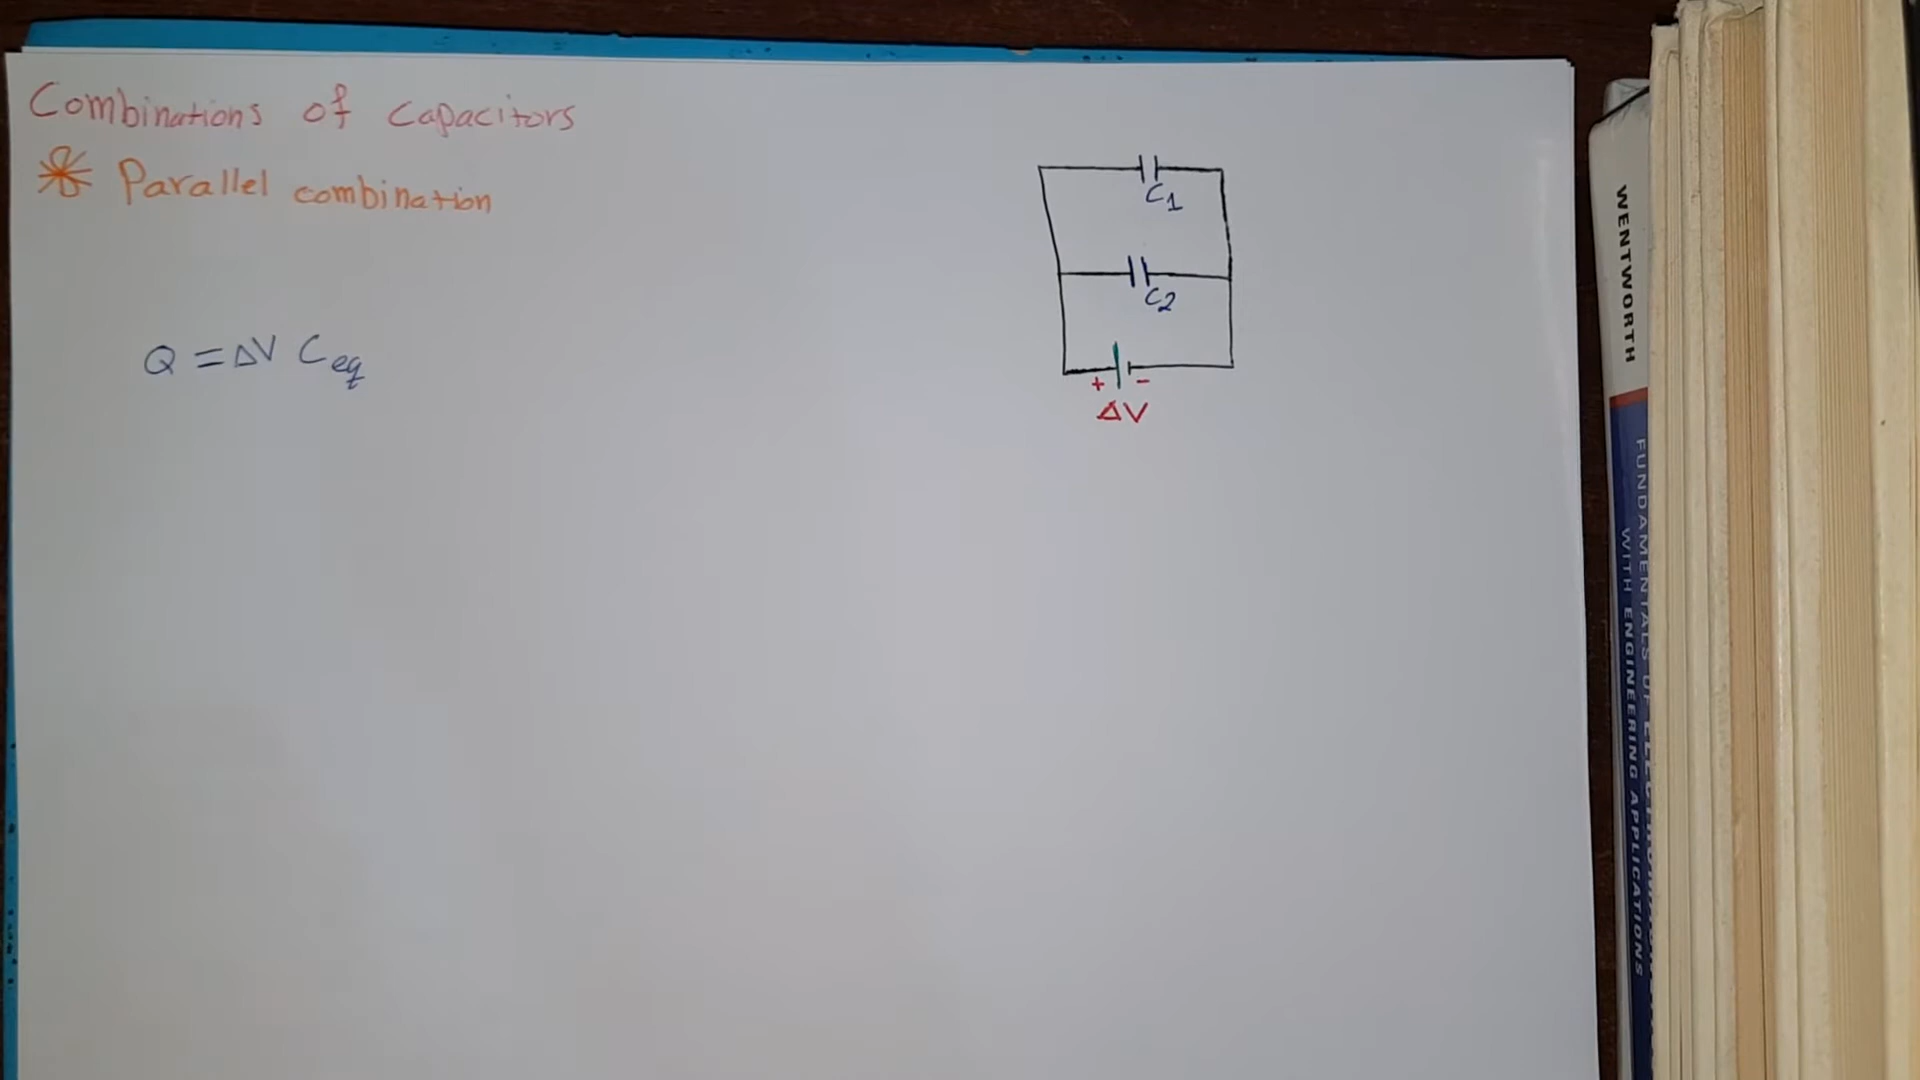 Combinations of capacitors
Parallel combination
C1
C2
Q = ΔV Ceq
+ -
ΔV
WENTWORTH
FUNDAMENTALS OF
WITH ENGINEERING APPLICATIONS